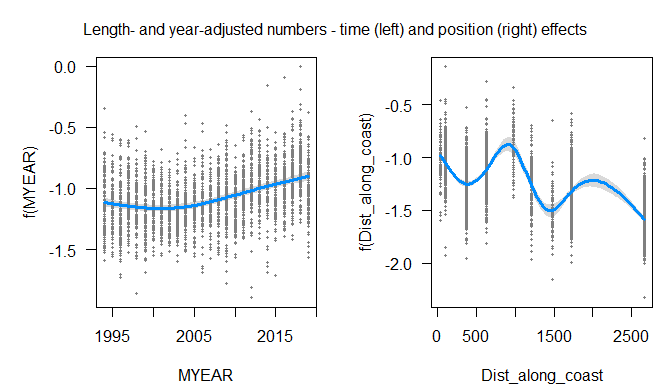 Length- and year-adjusted numbers - time (left) and position (right) effects
f(MYEAR)
0.0
-0.5
-1.0
-1.5
1995 2005 2015
MYEAR
f(Dist_along_coast)
-0.5
-1.0
-1.5
-2.0
0 500 1500 2500
Dist_along_coast